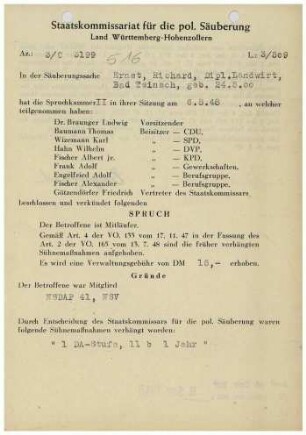 Staatskommissariat für die pol. Säuberung
Land Württemberg-Hohenzollern
Nr. 3/C 3199 516 L. 3/309
In der Säuberungssache Ernst, Richard, Dipl.Landwirt,
Bad Teinach, geb. 24.8.00
hat die Spruchkammer II in ihrer Sitzung am 6.8.48, an welcher
teilgenommen haben:
Dr. Braunger Ludwig Vorsitzender
Baumann Thomas Beisitzer — CDU,
Wizemann Karl „ — SPD,
Hahn Wilhelm „ — DVP,
Fischer Albert jr. „ — KPD,
Frank Adolf „ — Gewerkschaften,
Engelfried Adolf „ — Berufsgruppe,
Fischer Alexander „ — Berufsgruppe,
Gützendörfer Friedrich Vertreter des Staatskommissars
beschlossen und verkündet folgenden
SPRUCH
Der Betroffene ist Mitläufer.
Gemäß Art. 4 der VO. 133 vom 17. 11. 47 in der Fassung des
Art. 2 der VO. 165 vom 13. 7. 48 sind die früher verhängten
Sühnemaßnahmen aufgehoben.
Es wird eine Verwaltungsgebühr von DM 15,- erhoben.
Gründe
Der Betroffene war Mitglied
NSDAP 41, NSV
Durch Entscheidung des Staatskommissars für die pol. Säuberung waren
folgende Sühnemaßnahmen verhängt worden:
" 1 DA-Stufe, 11 b 1 Jahr "